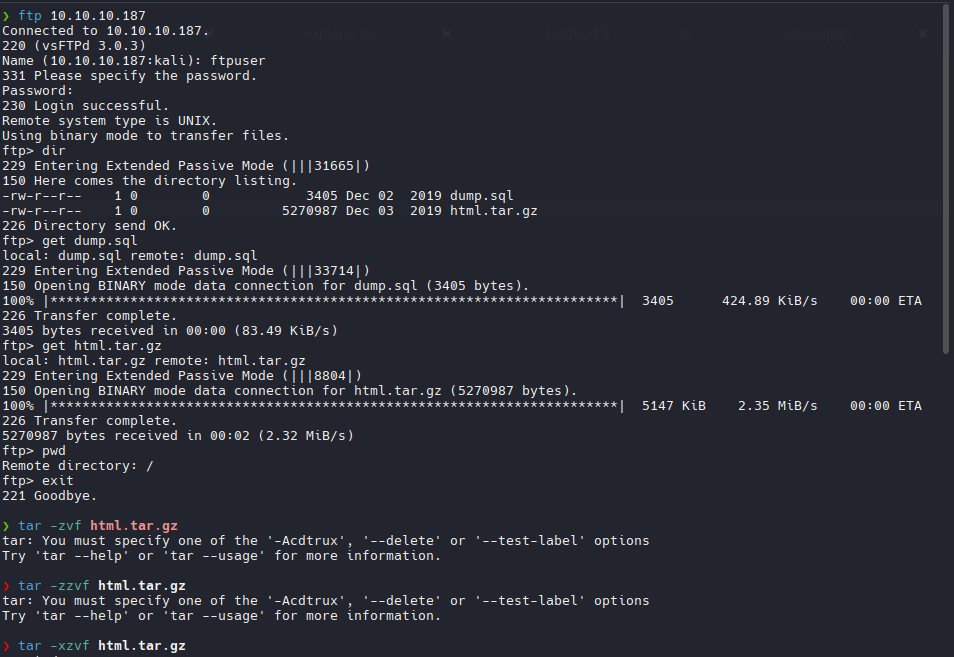 ❯ ftp 10.10.10.187
Connected to 10.10.10.187.
220 (vsFTPd 3.0.3)
Name (10.10.10.187:kali): ftpuser
331 Please specify the password.
Password:
230 Login successful.
Remote system type is UNIX.
Using binary mode to transfer files.
ftp> dir
229 Entering Extended Passive Mode (|||31665|)
150 Here comes the directory listing.
-rw-r--r--    1 0        0            3405 Dec 02  2019 dump.sql
-rw-r--r--    1 0        0         5270987 Dec 03  2019 html.tar.gz
226 Directory send OK.
ftp> get dump.sql
local: dump.sql remote: dump.sql
229 Entering Extended Passive Mode (|||33714|)
150 Opening BINARY mode data connection for dump.sql (3405 bytes).
100% |***********************************************************************|  3405      424.89 KiB/s    00:00 ETA
226 Transfer complete.
3405 bytes received in 00:00 (83.49 KiB/s)
ftp> get html.tar.gz
local: html.tar.gz remote: html.tar.gz
229 Entering Extended Passive Mode (|||8804|)
150 Opening BINARY mode data connection for html.tar.gz (5270987 bytes).
100% |***********************************************************************|  5147 KiB    2.35 MiB/s    00:00 ETA
226 Transfer complete.
5270987 bytes received in 00:02 (2.32 MiB/s)
ftp> pwd
Remote directory: /
ftp> exit
221 Goodbye.
❯ tar -zvf html.tar.gz
tar: You must specify one of the '-Acdtrux', '--delete' or '--test-label' options
Try 'tar --help' or 'tar --usage' for more information.
❯ tar -zzvf html.tar.gz
tar: You must specify one of the '-Acdtrux', '--delete' or '--test-label' options
Try 'tar --help' or 'tar --usage' for more information.
❯ tar -xzvf html.tar.gz